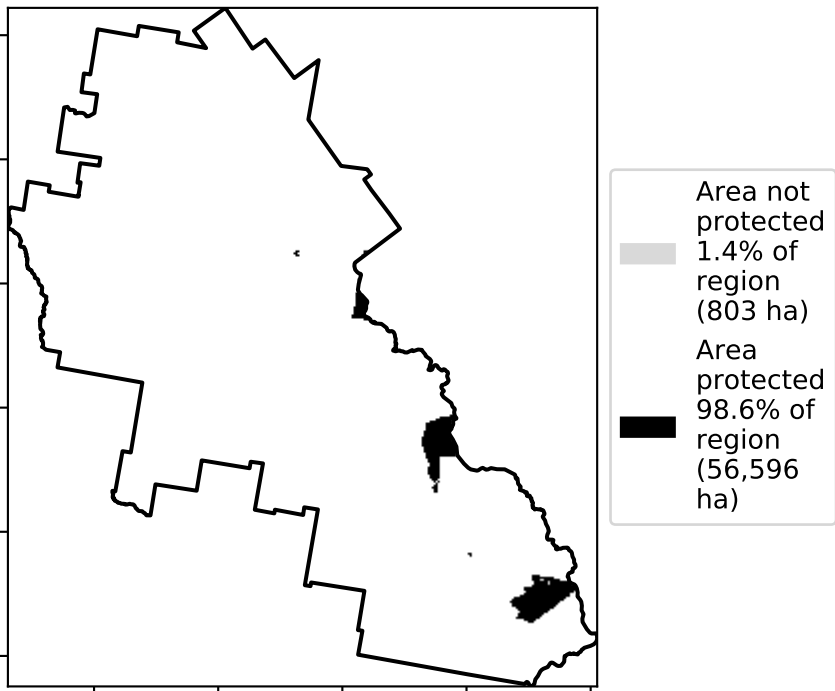 Area not
protected
1.4% of
region
(803 ha)
Area
protected
98.6% of
region
(56,596
ha)